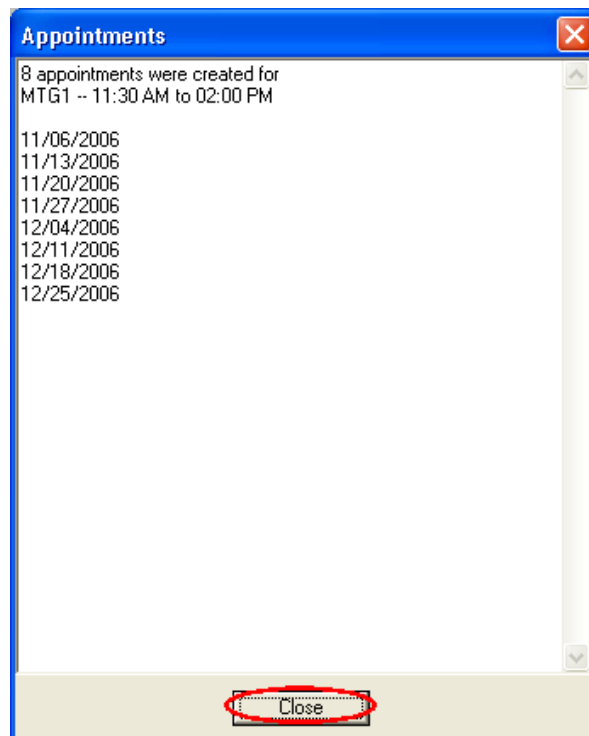 Appointments
8 appointments were created for
MTG1 -- 11:30 AM to 02:00 PM
11/06/2006
11/13/2006
11/20/2006
11/27/2006
12/04/2006
12/11/2006
12/18/2006
12/25/2006
Close